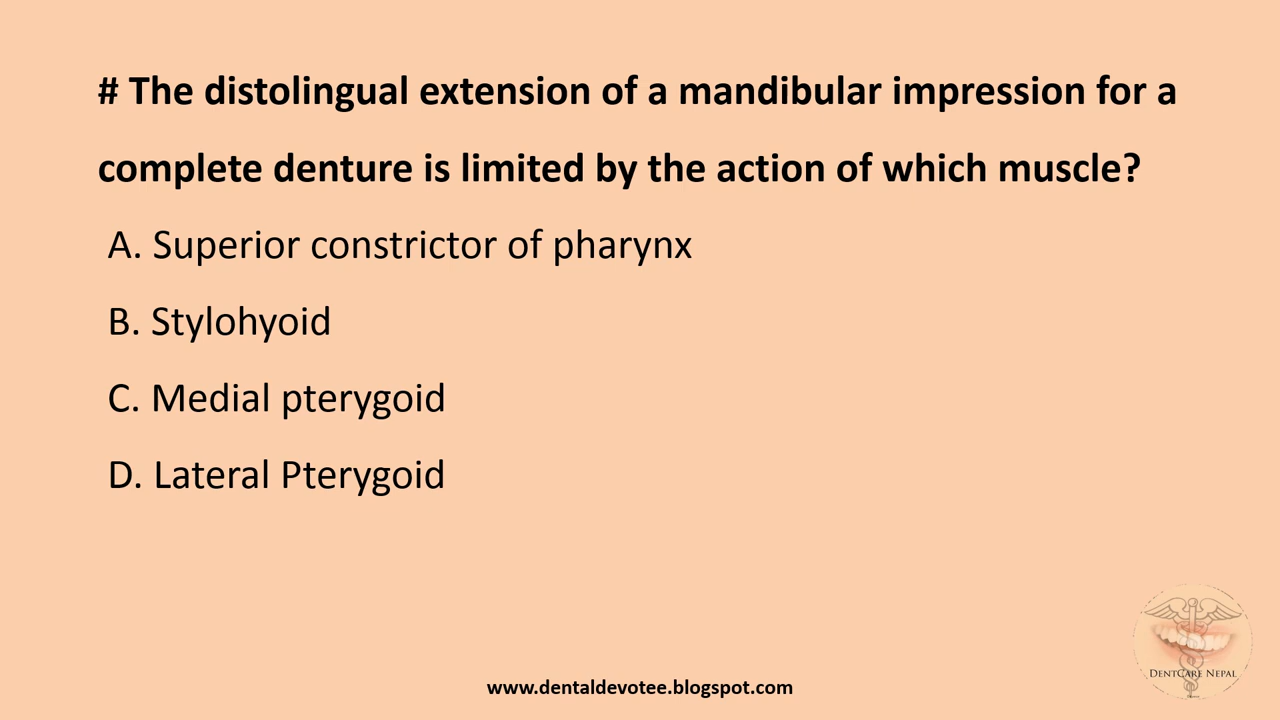 # The distolingual extension of a mandibular impression for a
complete denture is limited by the action of which muscle?
A. Superior constrictor of pharynx
B. Stylohyoid
C. Medial pterygoid
D. Lateral Pterygoid
DentCare Nepal
www.dentaldevotee.blogspot.com